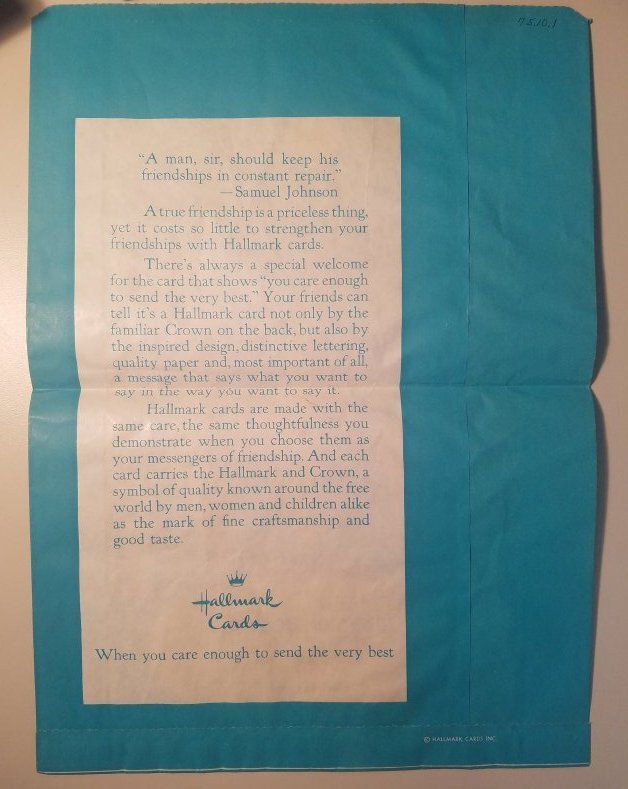 75.10.1
“A man, sir, should keep his
friendships in constant repair.”
—Samuel Johnson
A true friendship is a priceless thing,
yet it costs so little to strengthen your
friendships with Hallmark cards.
There's always a special welcome
for the card that shows “you care enough
to send the very best.” Your friends can
tell it's a Hallmark card not only by the
familiar Crown on the back, but also by
the inspired design, distinctive lettering,
quality paper and, most important of all,
a message that says what you want to
say in the way you want to say it.
Hallmark cards are made with the
same care, the same thoughtfulness you
demonstrate when you choose them as
your messengers of friendship. And each
card carries the Hallmark and Crown, a
symbol of quality known around the free
world by men, women and children alike
as the mark of fine craftsmanship and
good taste.
Hallmark
Cards
When you care enough to send the very best
© HALLMARK CARDS INC.